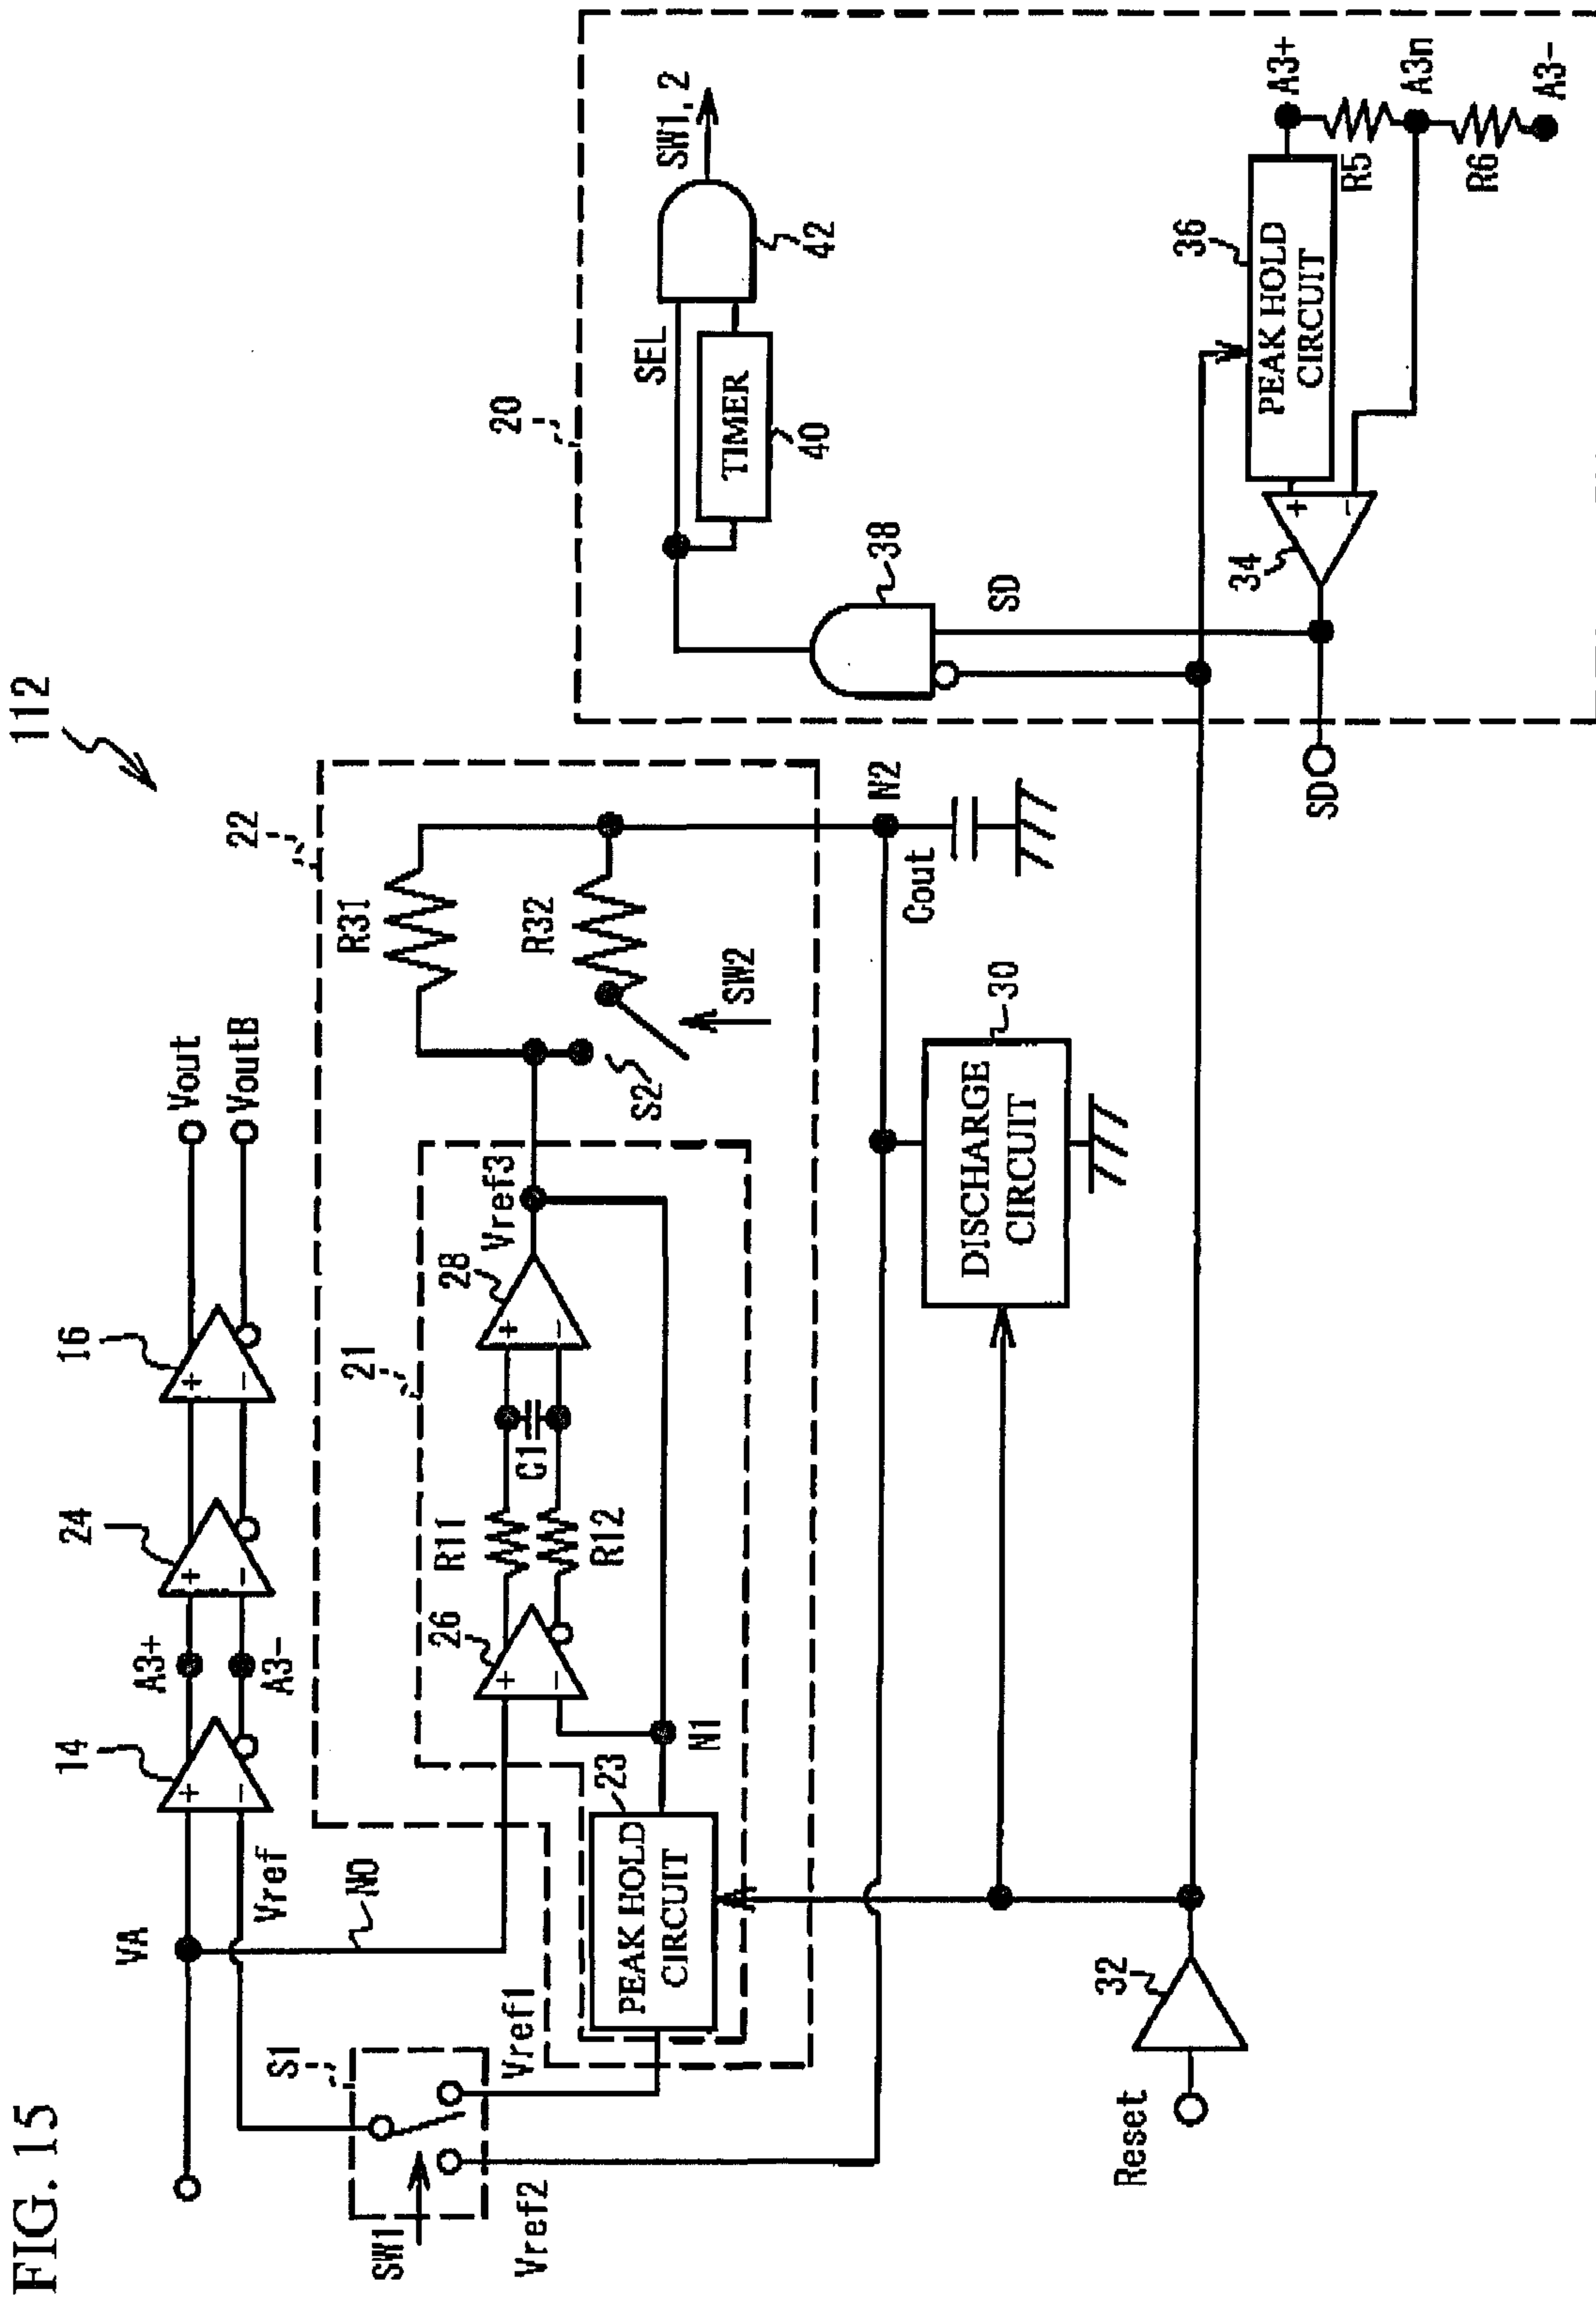 FIG. 15
112
VA
14
A3+
A3-
24
16
Vout
VoutB
Vref
N0
S1
SW1
Vref1
Vref2
22
21
26
R11
R12
C1
28
Vref3
R31
R32
S2
SW2
N1
23
PEAK HOLD
CIRCUIT
N2
Cout
30
DISCHARGE
CIRCUIT
Reset
32
20
SW1, 2
42
SEL
TIMER
40
38
SD
SD
34
36
PEAK HOLD
CIRCUIT
A3+
R5
A3n
R6
A3-
+
-
+
-
+
-
+
-
+
-
+
-